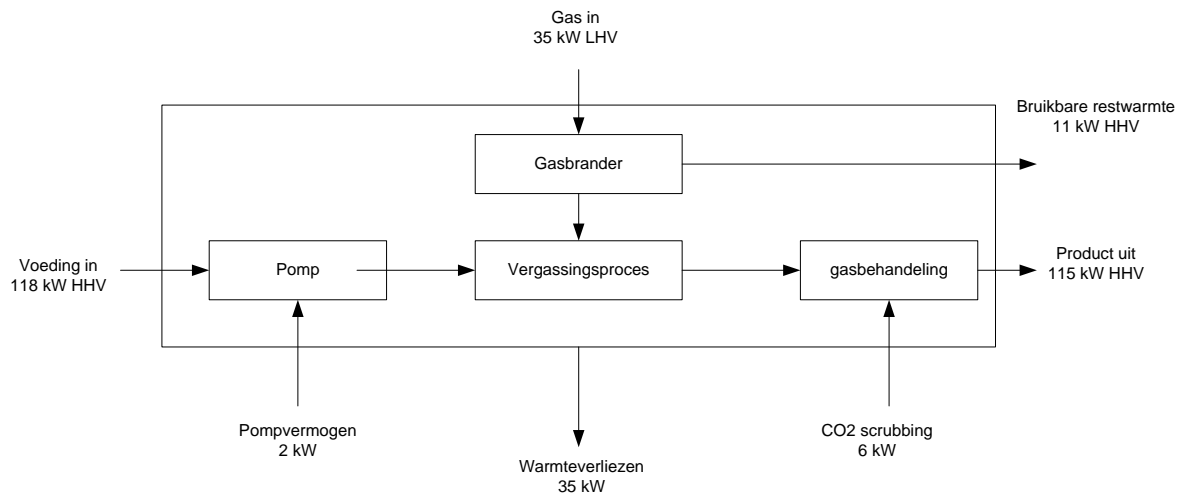 Gas in
35 kW LHV
Bruikbare restwarmte
11 kW HHV
Gasbrander
Voeding in
118 kW HHV
Pomp
Vergassingsproces
gasbehandeling
Product uit
115 kW HHV
Pompvermogen
2 kW
Warmteverliezen
35 kW
CO2 scrubbing
6 kW